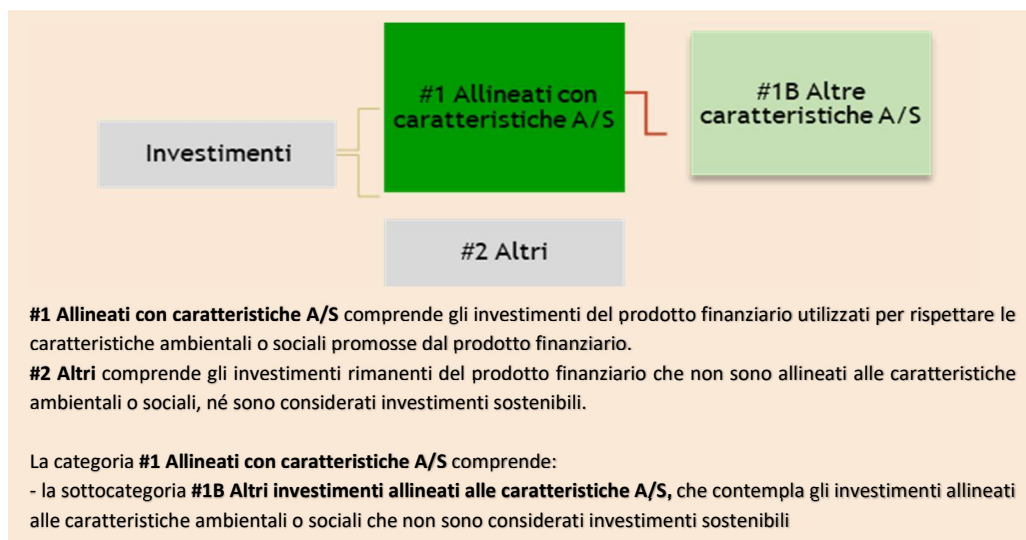 #1 Allineati con
caratteristiche A/S
#1B Altre
caratteristiche A/S
Investimenti
#2 Altri
#1 Allineati con caratteristiche A/S comprende gli investimenti del prodotto finanziario utilizzati per rispettare le
caratteristiche ambientali o sociali promosse dal prodotto finanziario.
#2 Altri comprende gli investimenti rimanenti del prodotto finanziario che non sono allineati alle caratteristiche
ambientali o sociali, né sono considerati investimenti sostenibili.
La categoria #1 Allineati con caratteristiche A/S comprende:
- la sottocategoria #1B Altri investimenti allineati alle caratteristiche A/S, che contempla gli investimenti allineati
alle caratteristiche ambientali o sociali che non sono considerati investimenti sostenibili